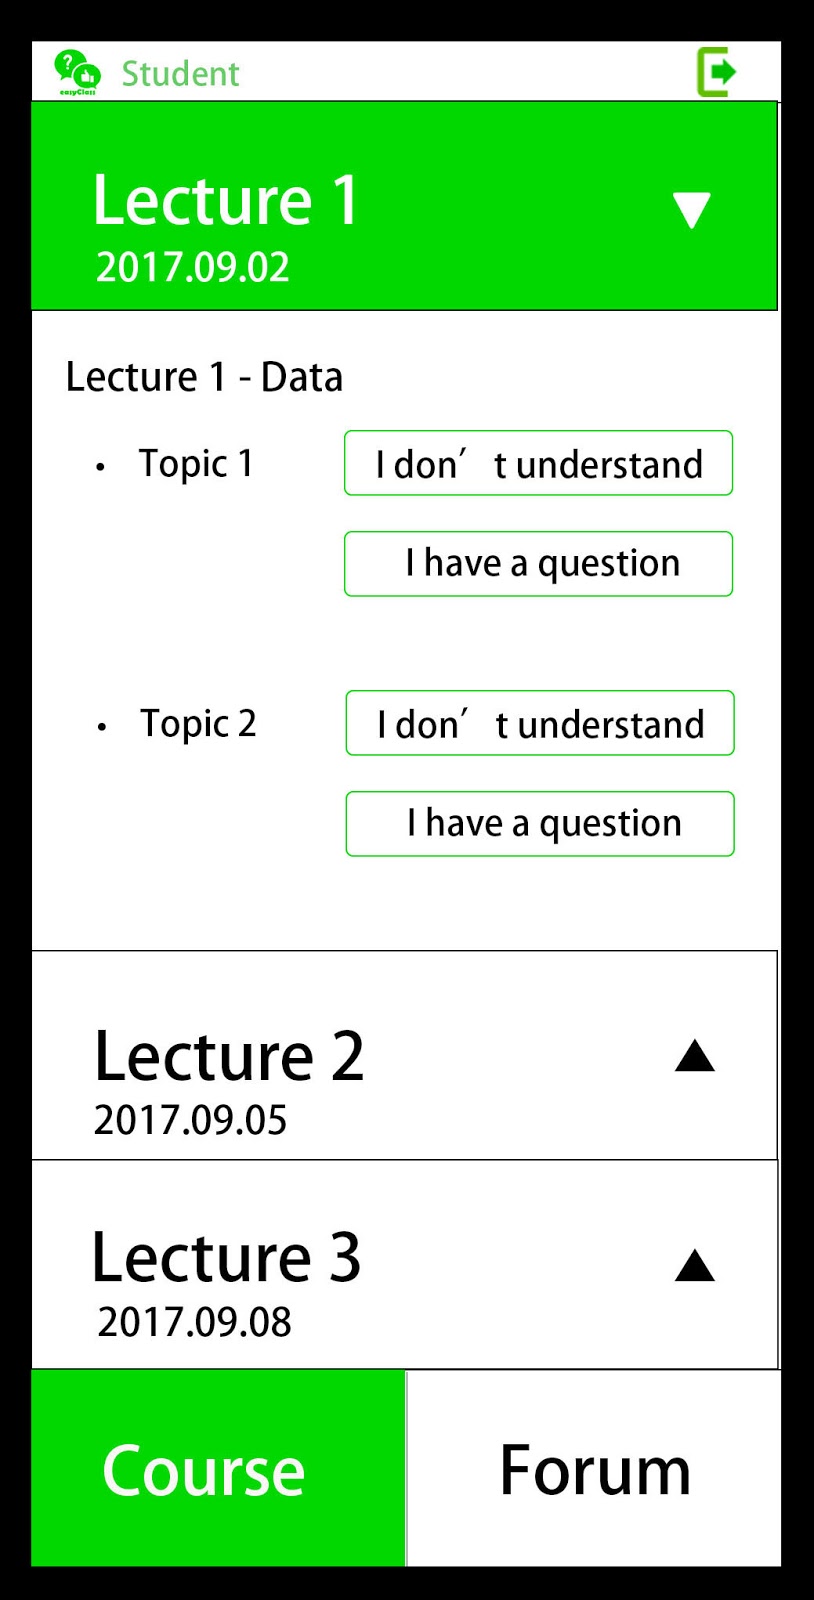 ?
easyClass
Student
Lecture 1
2017.09.02
Lecture 1 - Data
• Topic 1
I don′ t understand
I have a question
• Topic 2
I don′ t understand
I have a question
Lecture 2
2017.09.05
Lecture 3
2017.09.08
Course
Forum